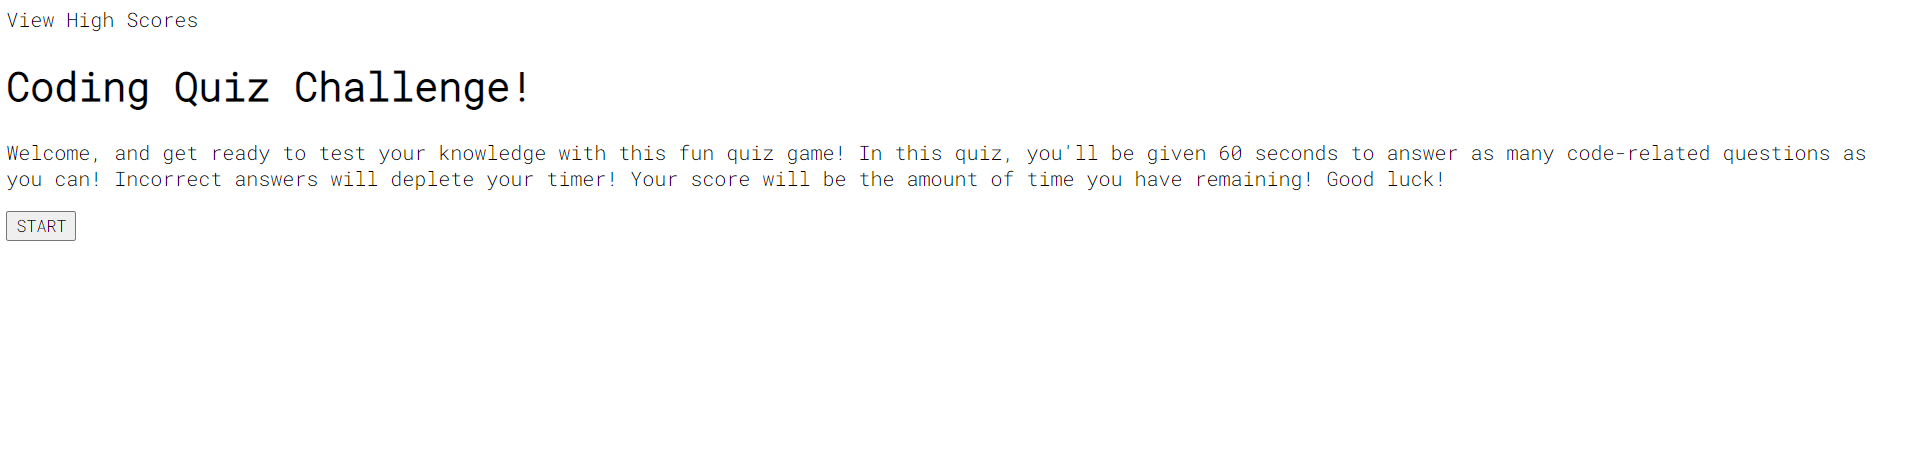 View High Scores
Coding Quiz Challenge!
Welcome, and get ready to test your knowledge with this fun quiz game! In this quiz, you'll be given 60 seconds to answer as many code-related questions as
you can! Incorrect answers will deplete your timer! Your score will be the amount of time you have remaining! Good luck!
START